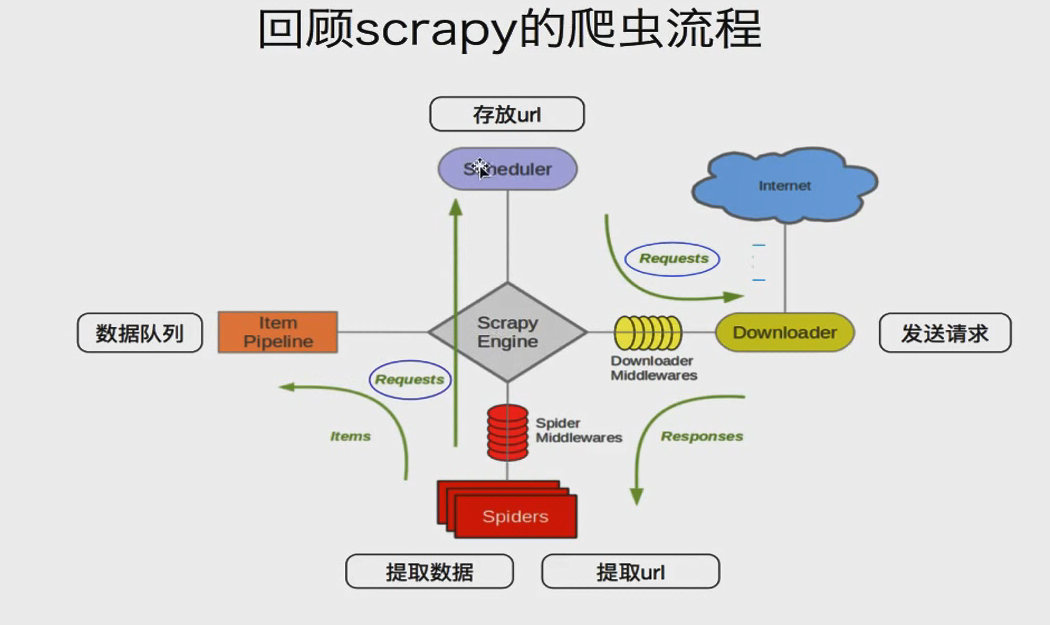 回顾scrapy的爬虫流程
存放url
Scheduler
Internet
Requests
数据队列
Item
Pipeline
Scrapy
Engine
Downloader
发送请求
Downloader
Middlewares
Requests
Items
Spider
Middlewares
Responses
Spiders
提取数据
提取url